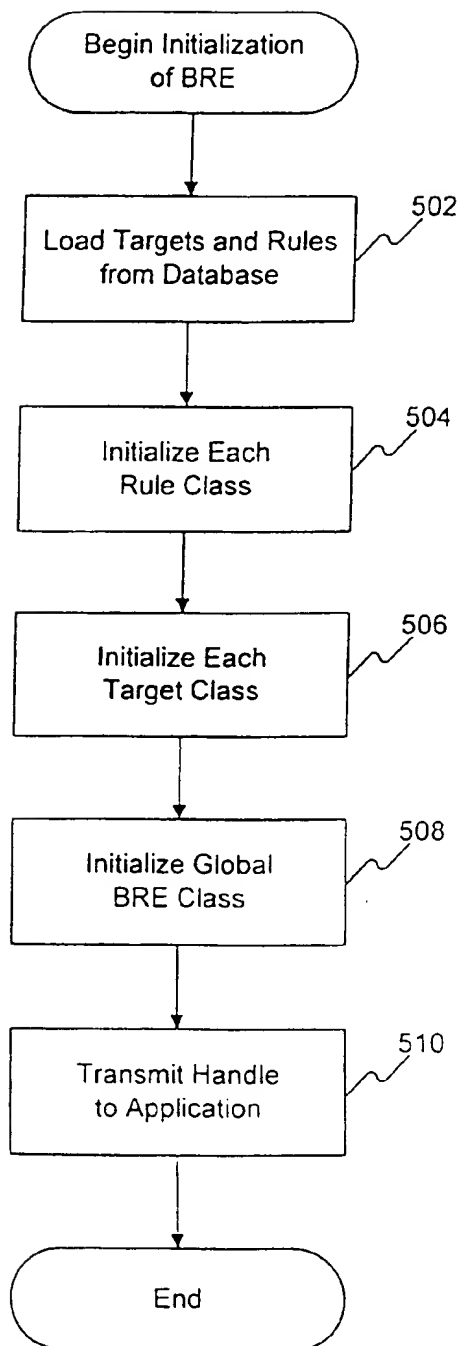 Begin Initialization
of BRE
502
Load Targets and Rules
from Database
504
Initialize Each
Rule Class
506
Initialize Each
Target Class
508
Initialize Global
BRE Class
510
Transmit Handle
to Application
End